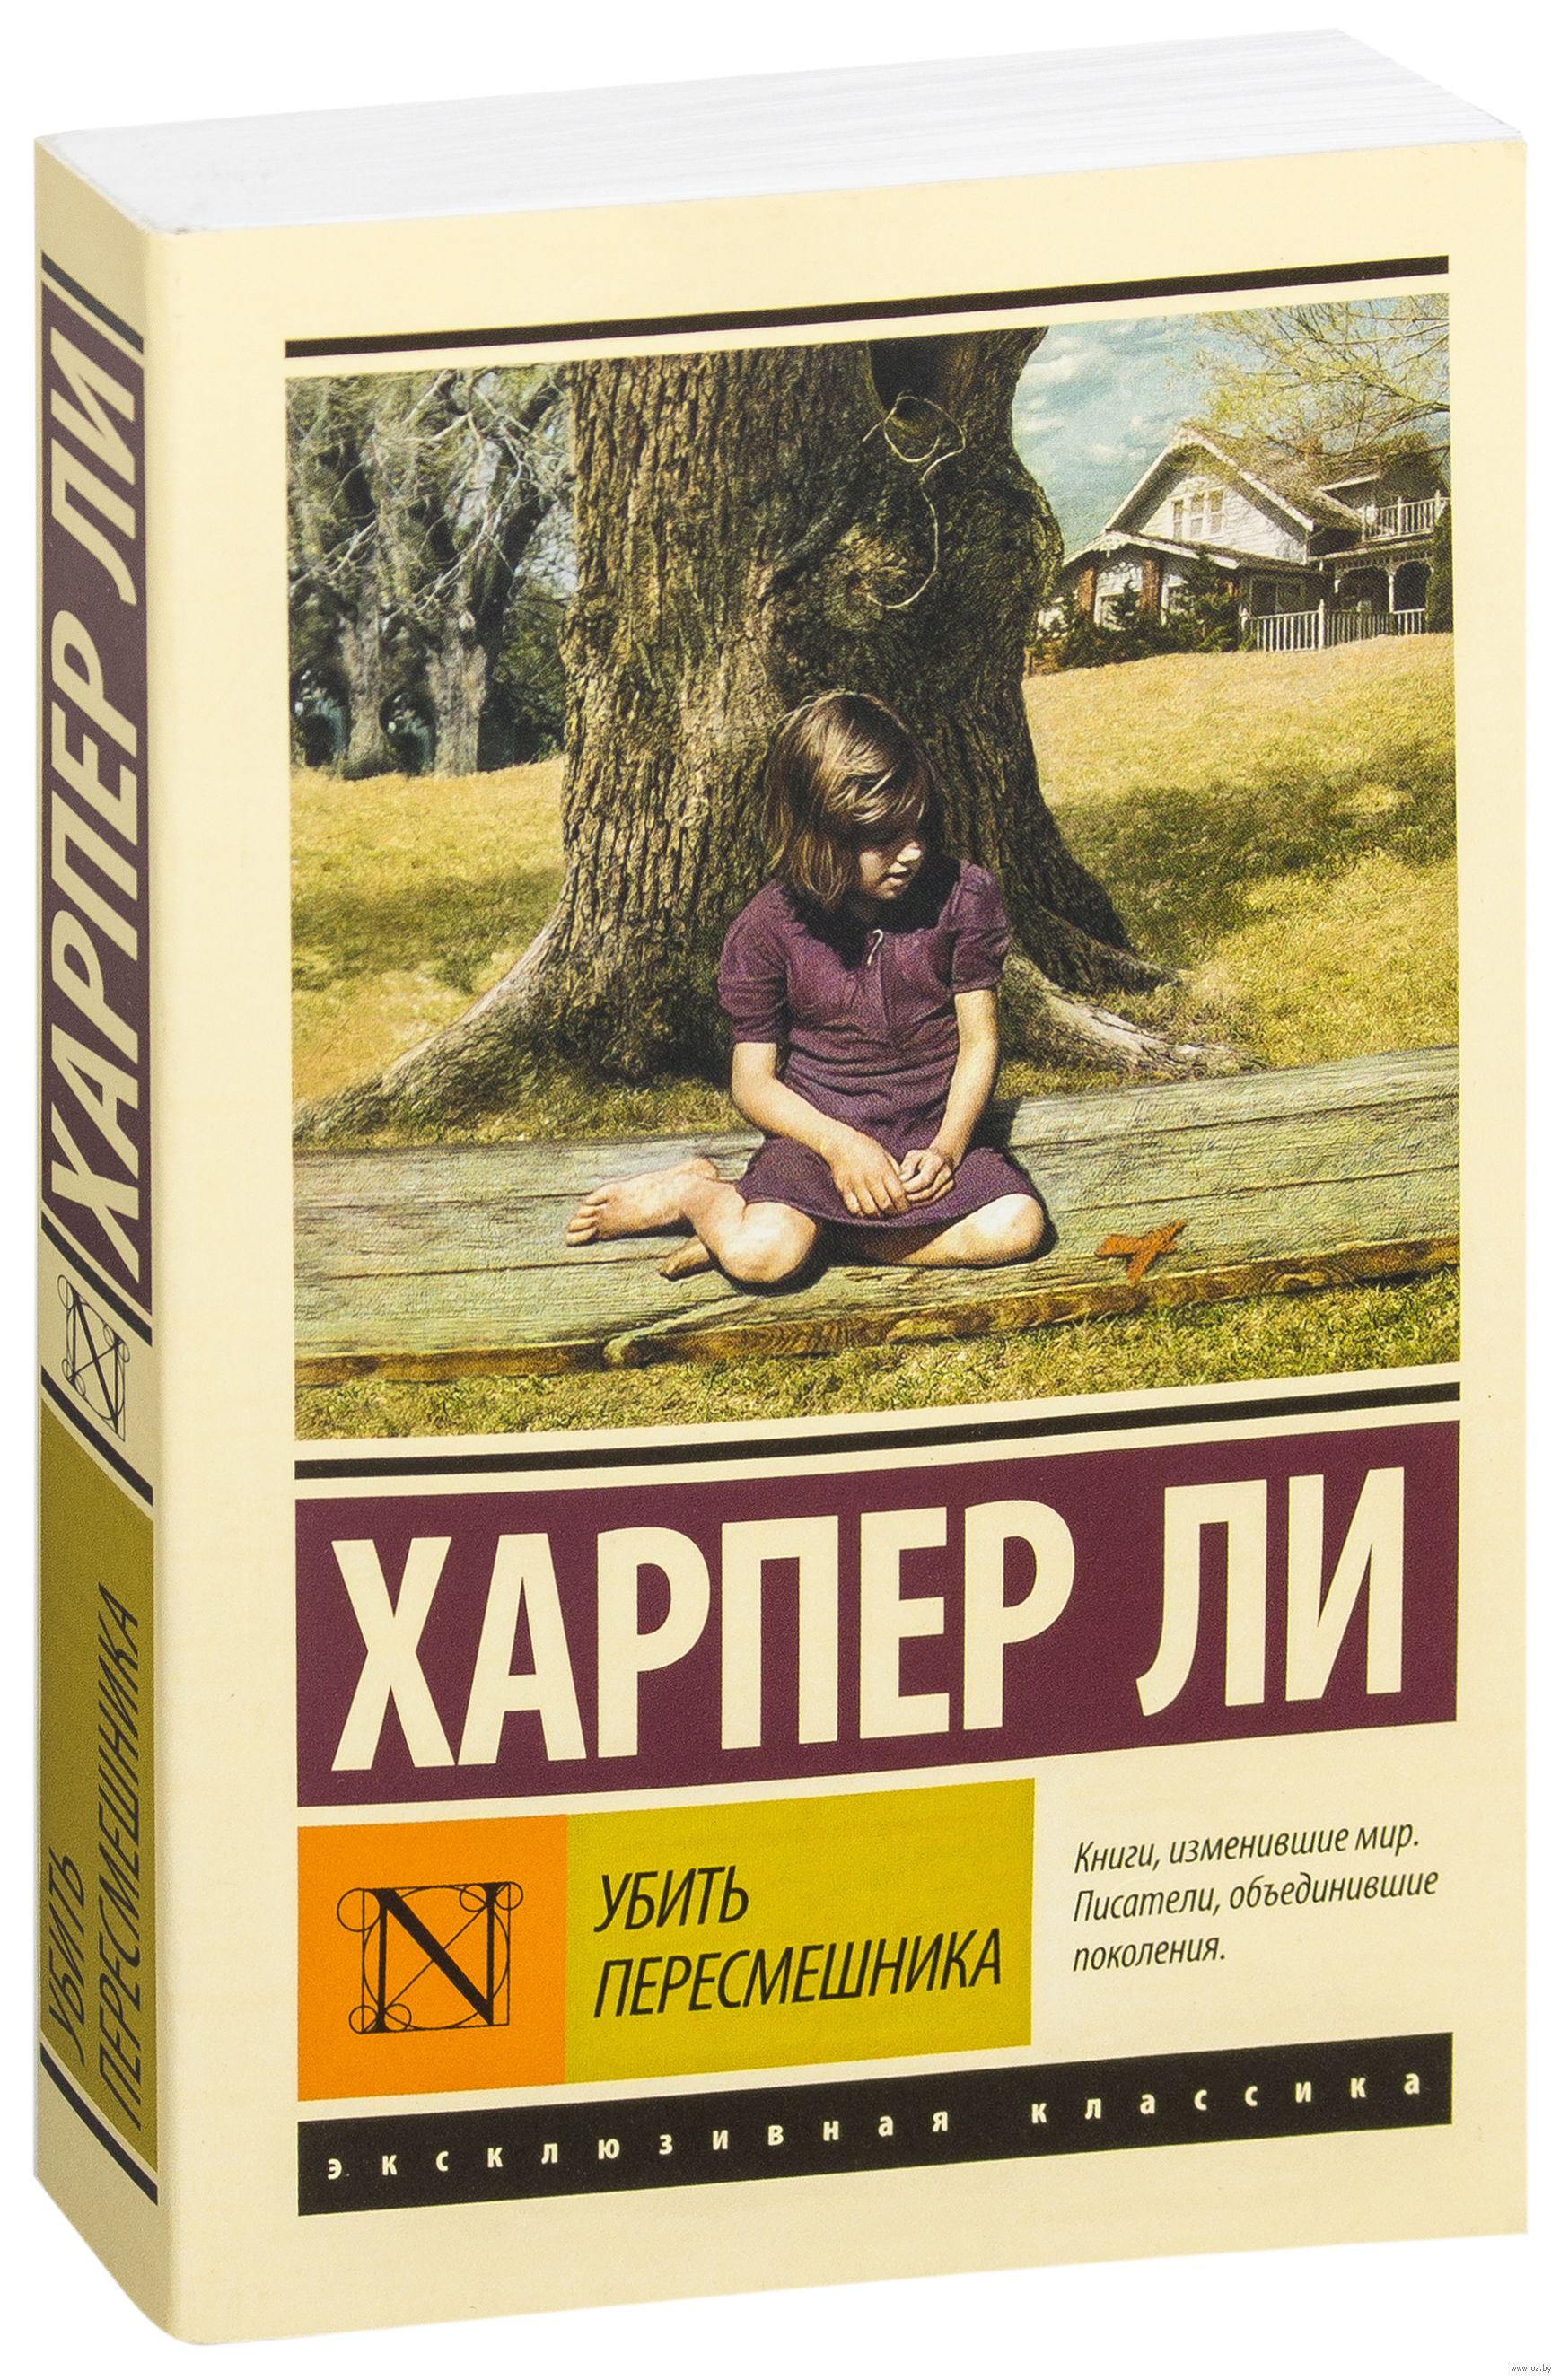 ХАРПЕР ЛИ
УБИТЬ
ПЕРЕСМЕШНИКА
ХАРПЕР ЛИ
N
УБИТЬ
ПЕРЕСМЕШНИКА
Книги, изменившие мир.
Писатели, объединившие
поколения.
эксклюзивная классика
www.oz.by